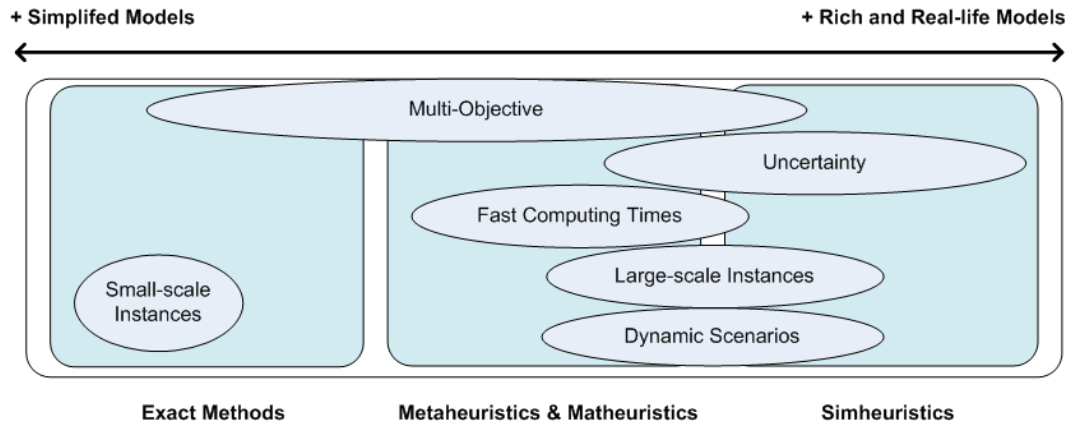 + Simplifed Models
+ Rich and Real-life Models
Multi-Objective
Uncertainty
Fast Computing Times
Large-scale Instances
Small-scale
Instances
Dynamic Scenarios
Exact Methods
Metaheuristics & Matheuristics
Simheuristics